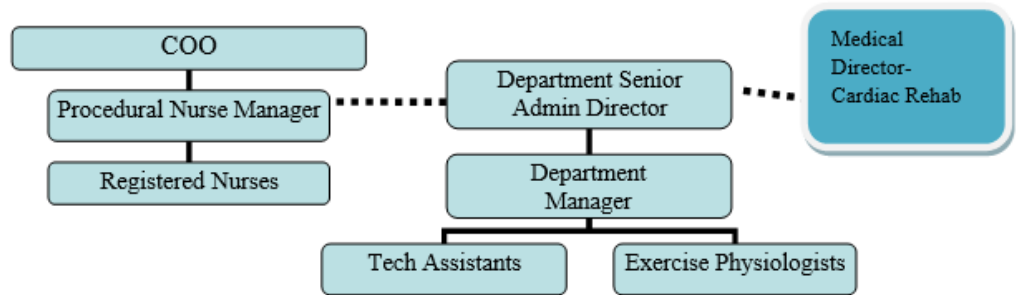 COO
Procedural Nurse Manager
Registered Nurses
Department Senior
Admin Director
Department
Manager
Tech Assistants
Exercise Physiologists
Medical
Director-
Cardiac Rehab